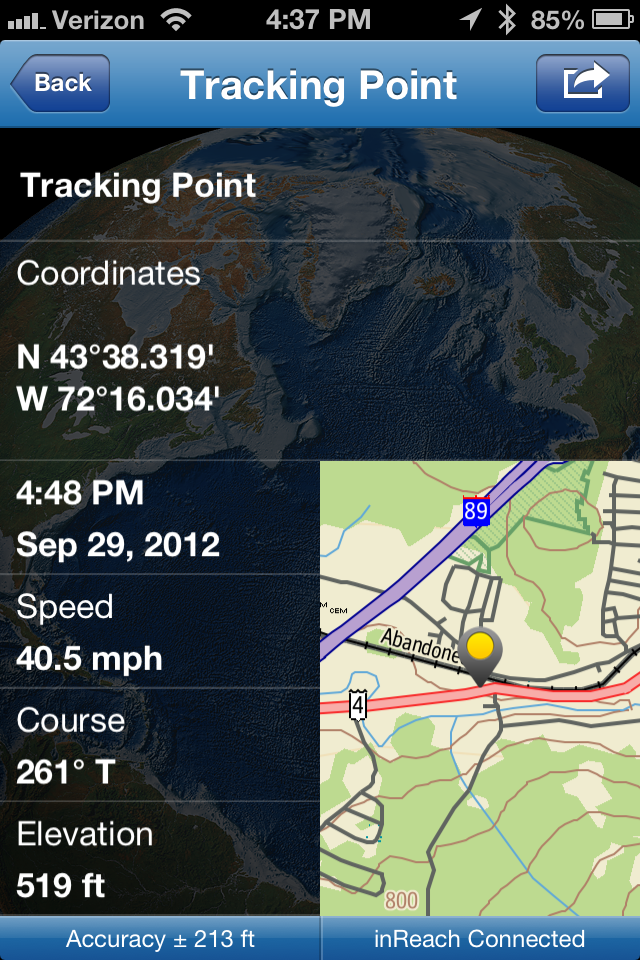 Verizon 4:37 PM 85%
Back Tracking Point
Tracking Point
Coordinates
N 43°38.319'
W 72°16.034'
4:48 PM
Sep 29, 2012
Speed
40.5 mph
Course
261° T
Elevation
519 ft
89
M CEM
Abandone
4
800
Accuracy ± 213 ft inReach Connected